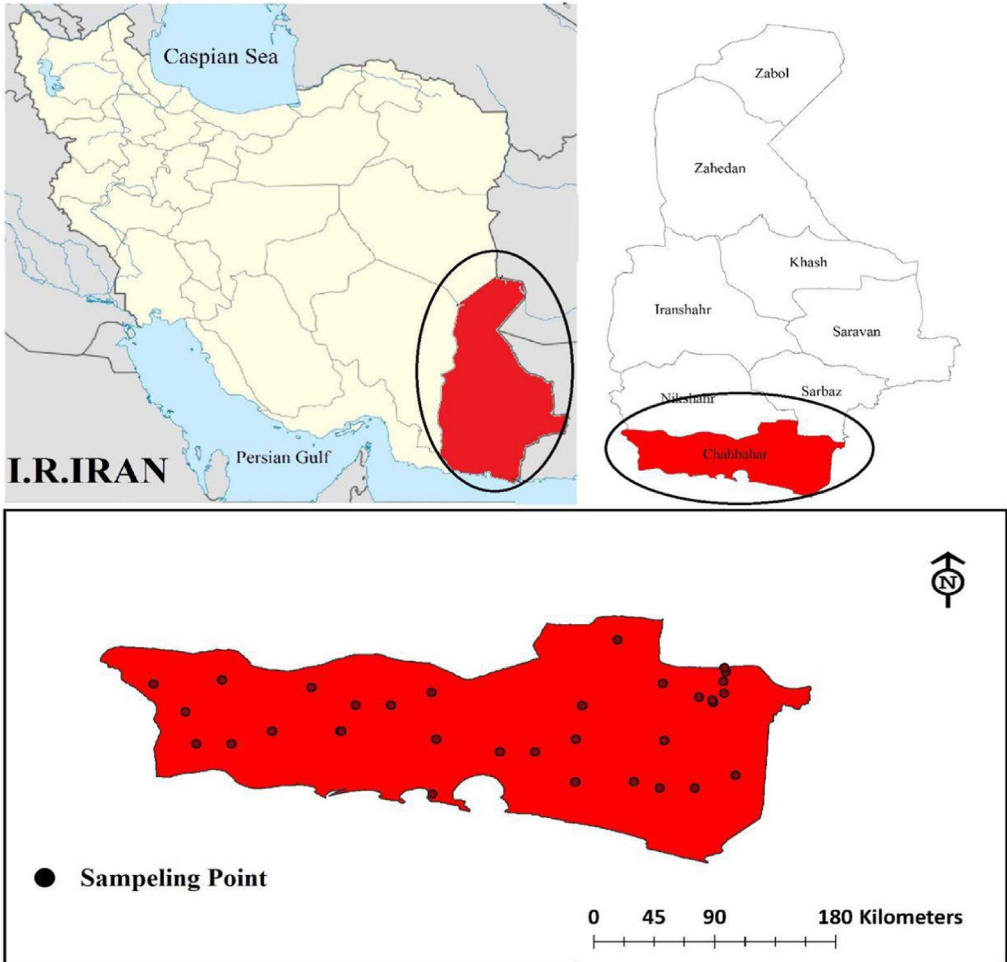 Caspian Sea
Persian Gulf
I.R.IRAN
Zabol
Zahedan
Khash
Iranshahr
Saravan
Sarbaz
Nikshahr
Chahbahar
N
Sampeling Point
0 45 90 180 Kilometers